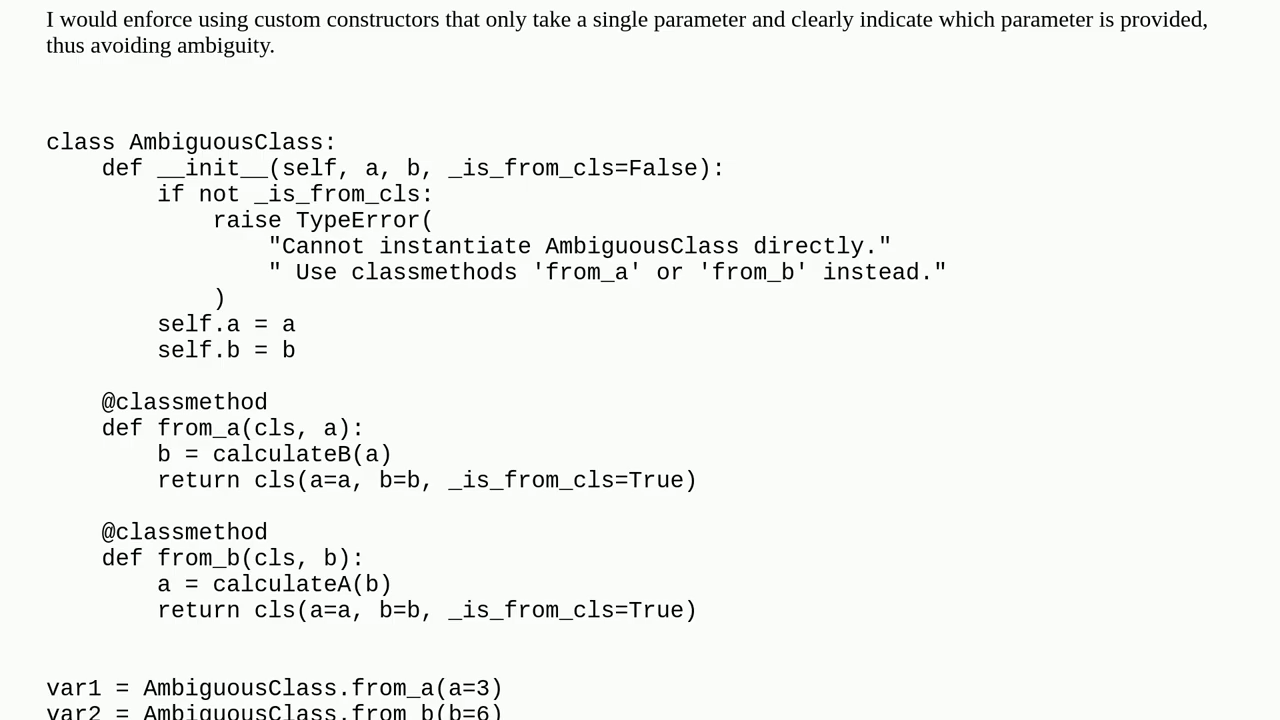 I would enforce using custom constructors that only take a single parameter and clearly indicate which parameter is provided,
thus avoiding ambiguity.
class AmbiguousClass:
    def __init__(self, a, b, _is_from_cls=False):
        if not _is_from_cls:
            raise TypeError(
                "Cannot instantiate AmbiguousClass directly."
                " Use classmethods 'from_a' or 'from_b' instead."
            )
        self.a = a
        self.b = b
    @classmethod
    def from_a(cls, a):
        b = calculateB(a)
        return cls(a=a, b=b, _is_from_cls=True)
    @classmethod
    def from_b(cls, b):
        a = calculateA(b)
        return cls(a=a, b=b, _is_from_cls=True)
var1 = AmbiguousClass.from_a(a=3)
var2 = AmbiguousClass.from_b(b=6)